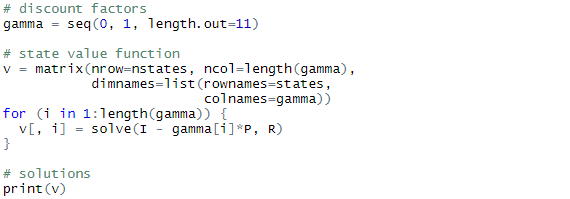 # discount factors
gamma = seq(0, 1, length.out=11)
# state value function
v = matrix(nrow=nstates, ncol=length(gamma),
           dimnames=list(rownames=states,
                         colnames=gamma))
for (i in 1:length(gamma)) {
  v[, i] = solve(I - gamma[i]*P, R)
}
# solutions
print(v)